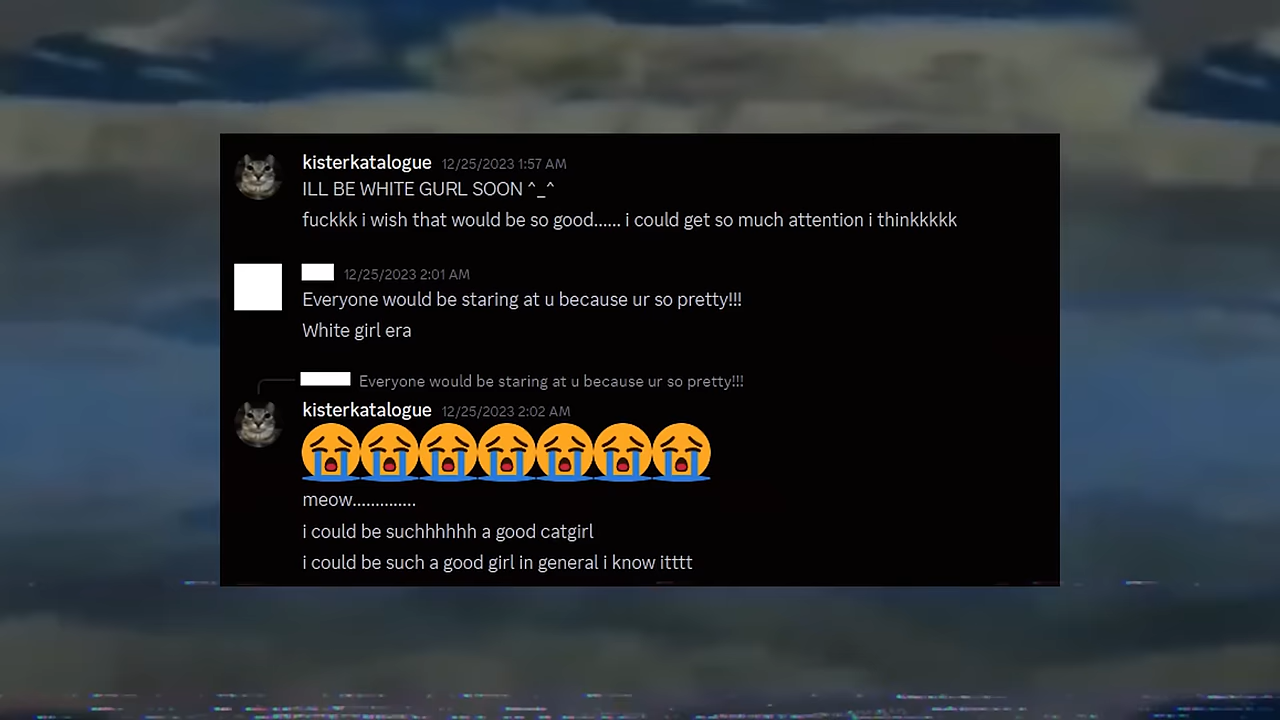 kisterkatalogue 12/25/2023 1:57 AM
ILL BE WHITE GURL SOON ^_^
fuckkk i wish that would be so good...... i could get so much attention i thinkkkkk
12/25/2023 2:01 AM
Everyone would be staring at u because ur so pretty!!!
White girl era
Everyone would be staring at u because ur so pretty!!!
kisterkatalogue 12/25/2023 2:02 AM
😭😭😭😭😭😭😭
meow..............
i could be suchhhhhh a good catgirl
i could be such a good girl in general i know itttt